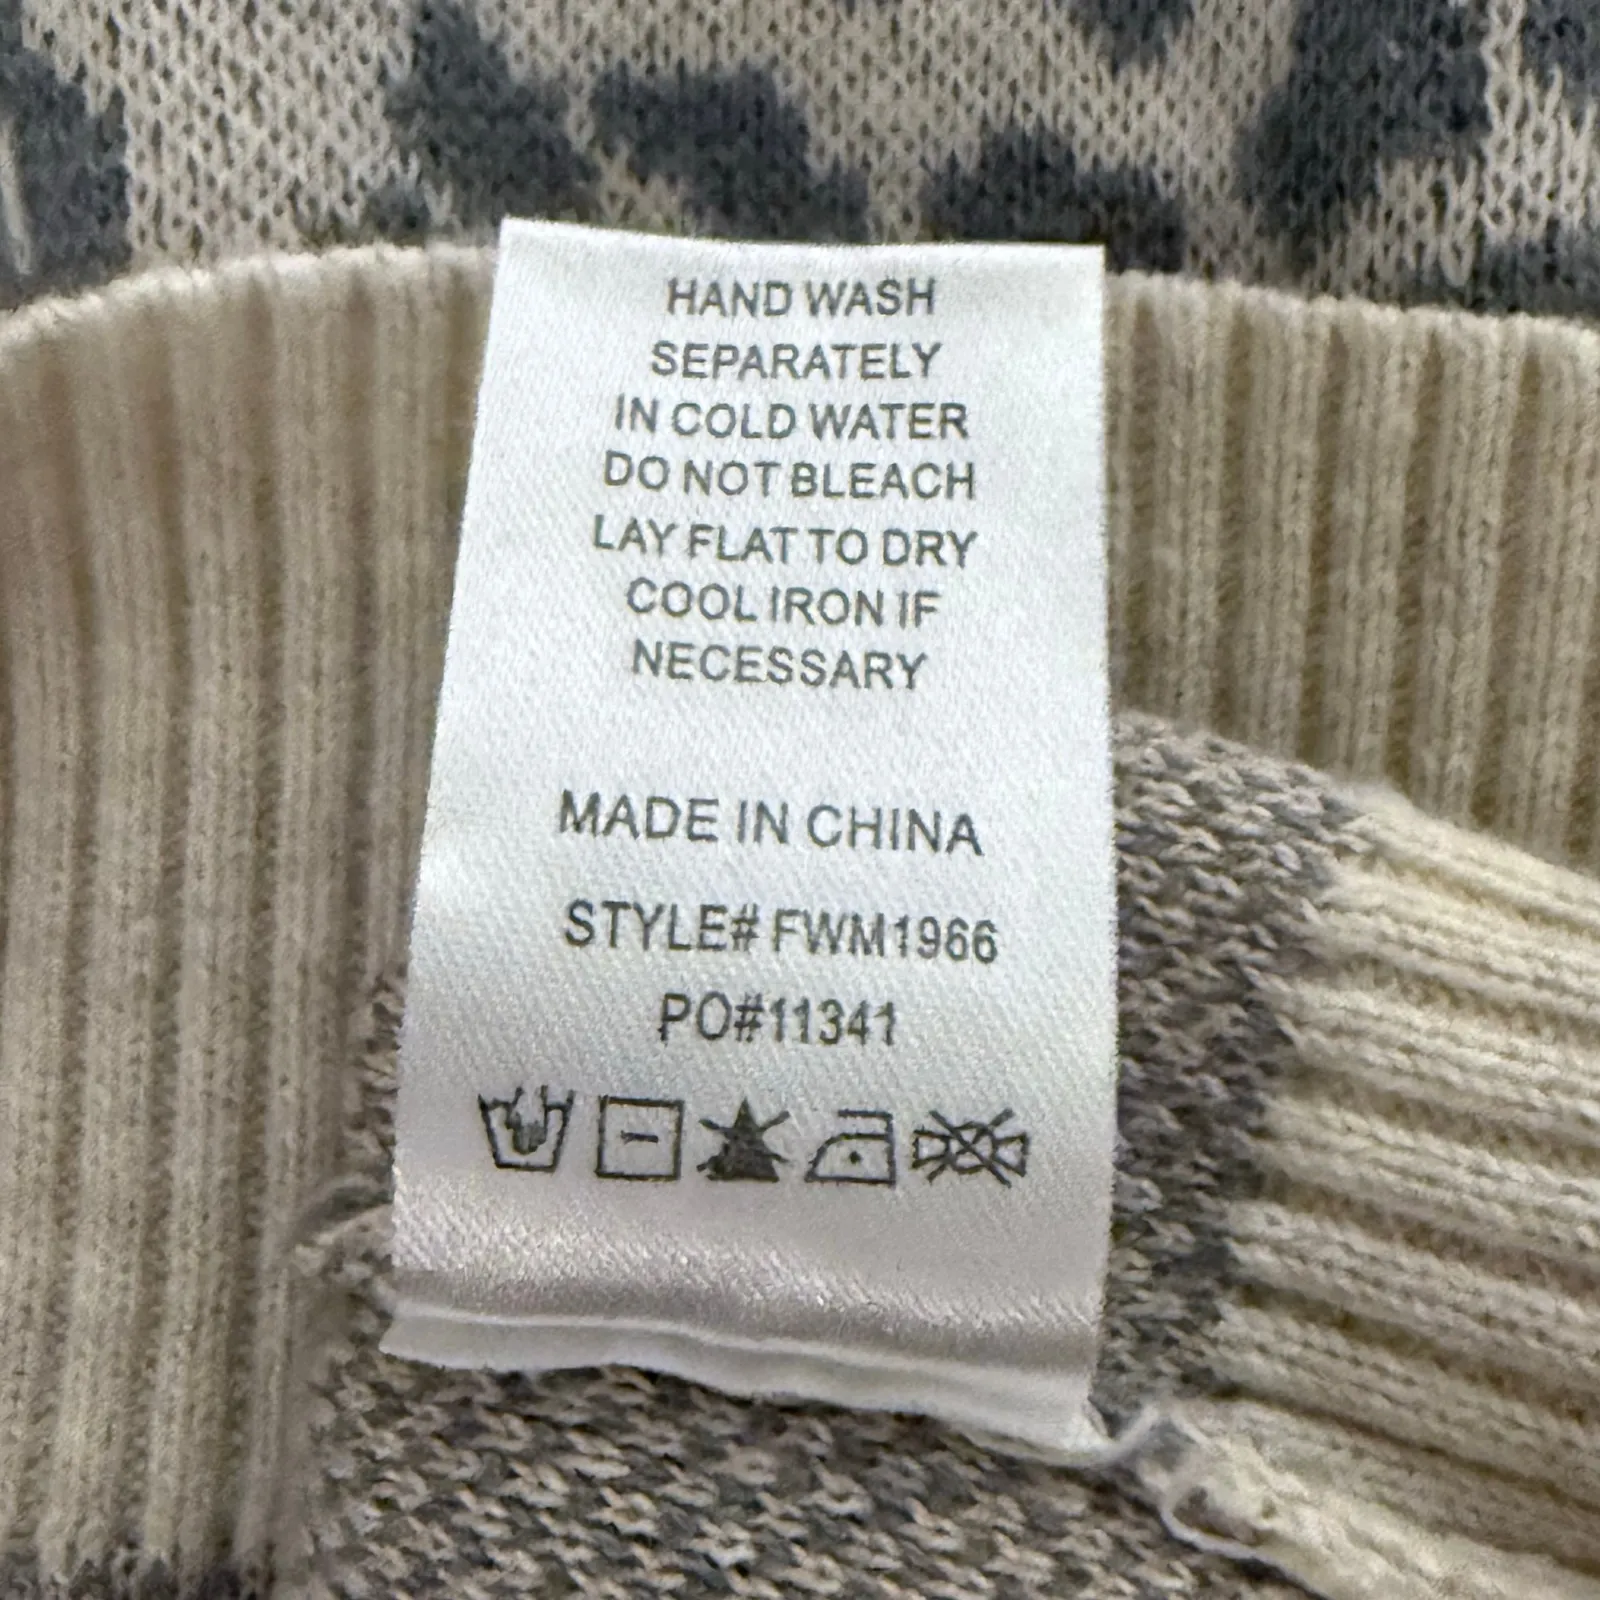 HAND WASH
SEPARATELY
IN COLD WATER
DO NOT BLEACH
LAY FLAT TO DRY
COOL IRON IF
NECESSARY
MADE IN CHINA
STYLE# FWM1966
PO#11341